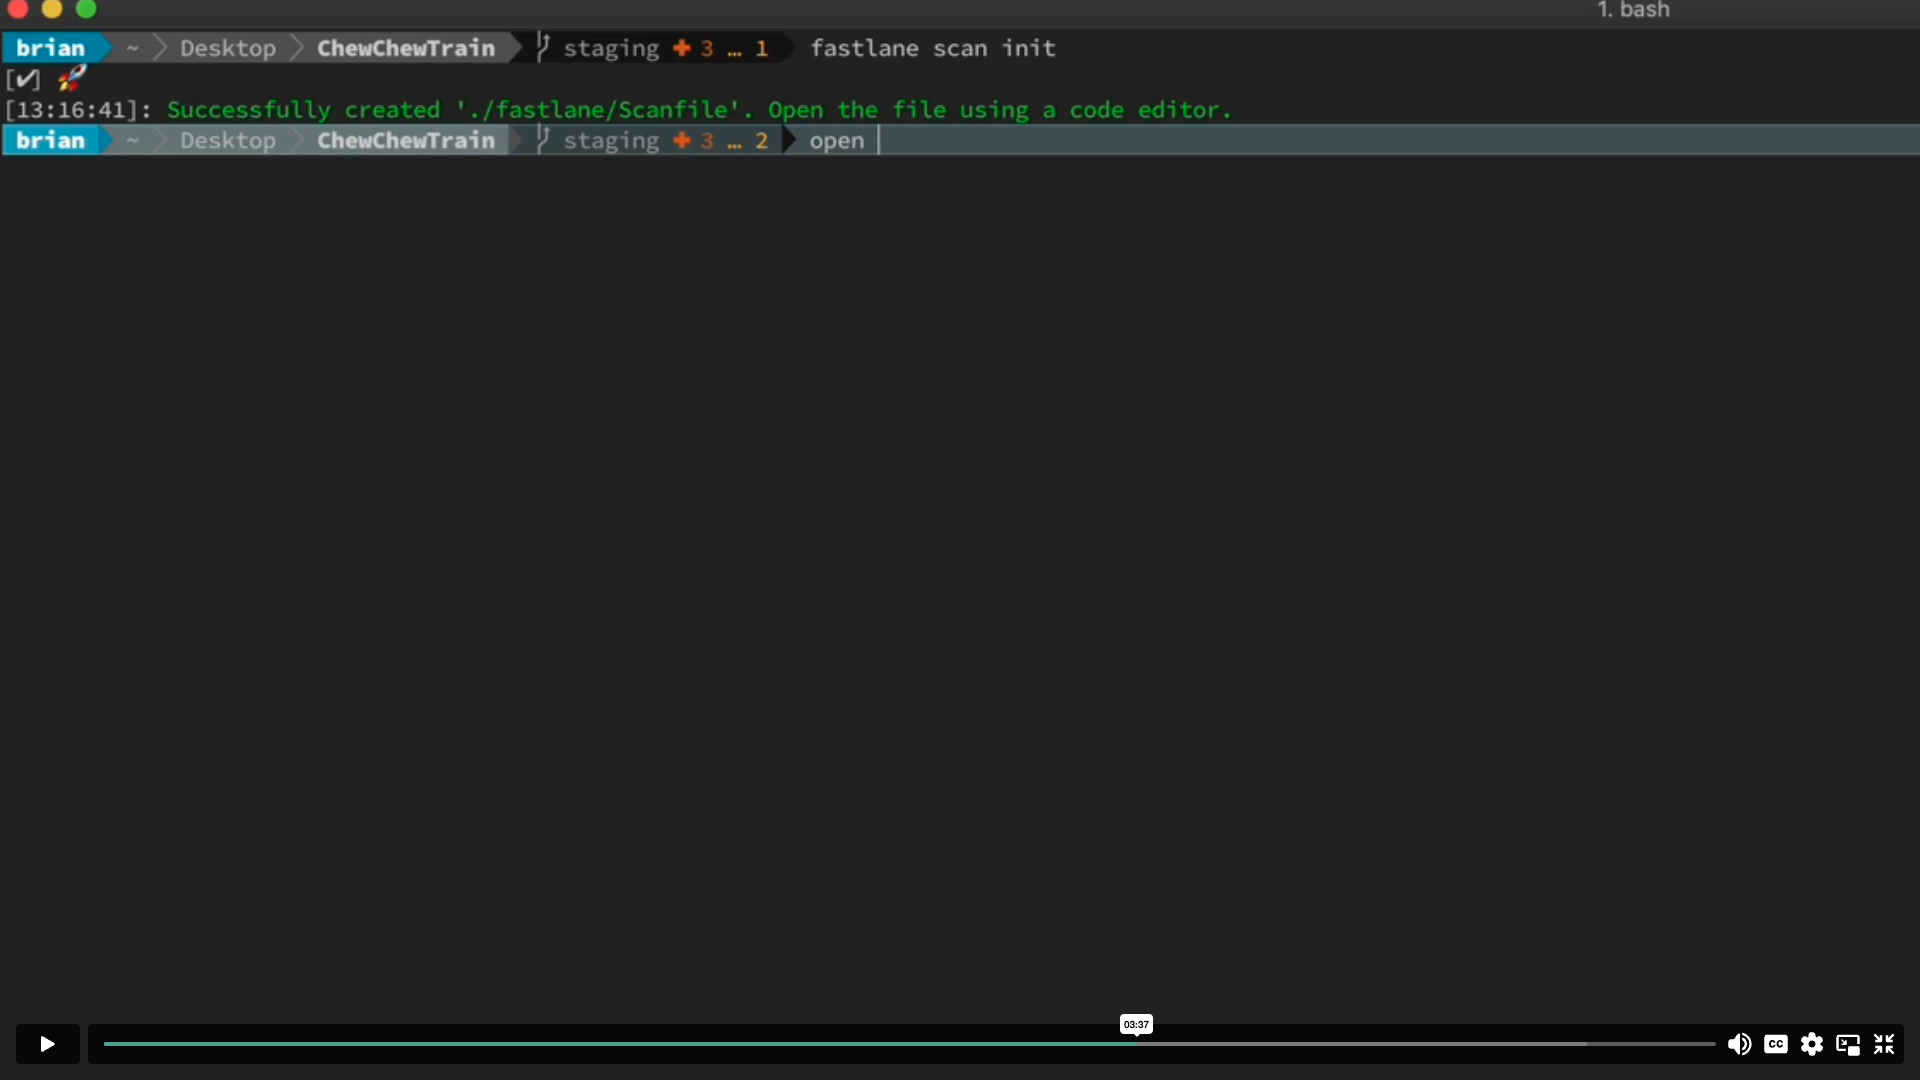 1. bash
brian ~ Desktop ChewChewTrain staging + 3 … 1 fastlane scan init
[✔] 🚀
[13:16:41]: Successfully created './fastlane/Scanfile'. Open the file using a code editor.
brian ~ Desktop ChewChewTrain staging + 3 … 2 open
03:37
CC